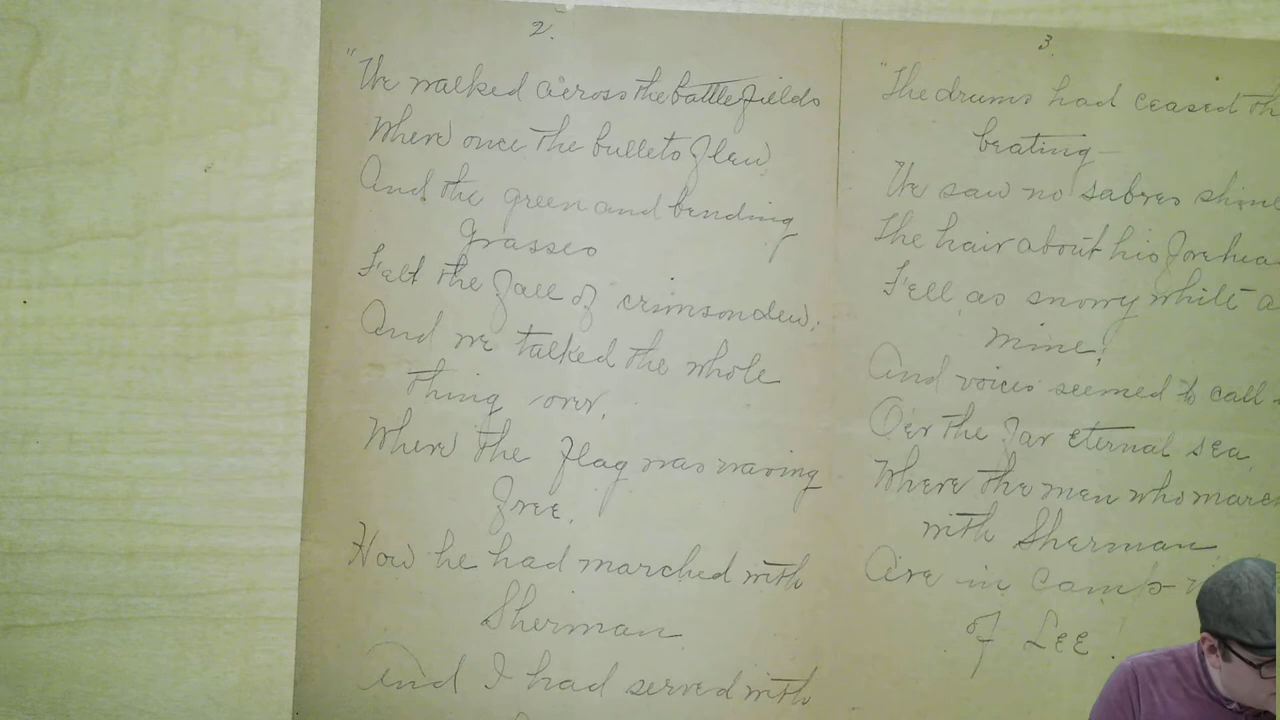 2.
"We walked across the battlefields
Where once the bullets flew,
And the green and bending
grasses
Felt the fall of crimson dew,
And we talked the whole
thing over,
Where the flag was waving
free,
How he had marched with
Sherman
And I had served with
3.
"The drums had ceased th
beating—
We saw no sabres shine
The hair about his forehea
Fell as snowy white a
mine;
And voices seemed to call
O'er the far eternal sea
Where the men who marc
with Sherman
Are in camp
of Lee!